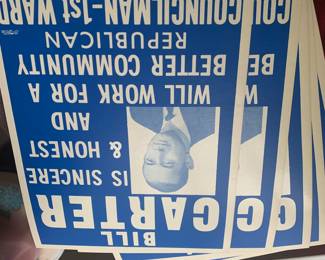 BILL
CARTER
IS SINCERE
& HONEST
AND
WILL WORK FOR A
BETTER COMMUNITY
REPUBLICAN
COUNCILMAN-1st WARD